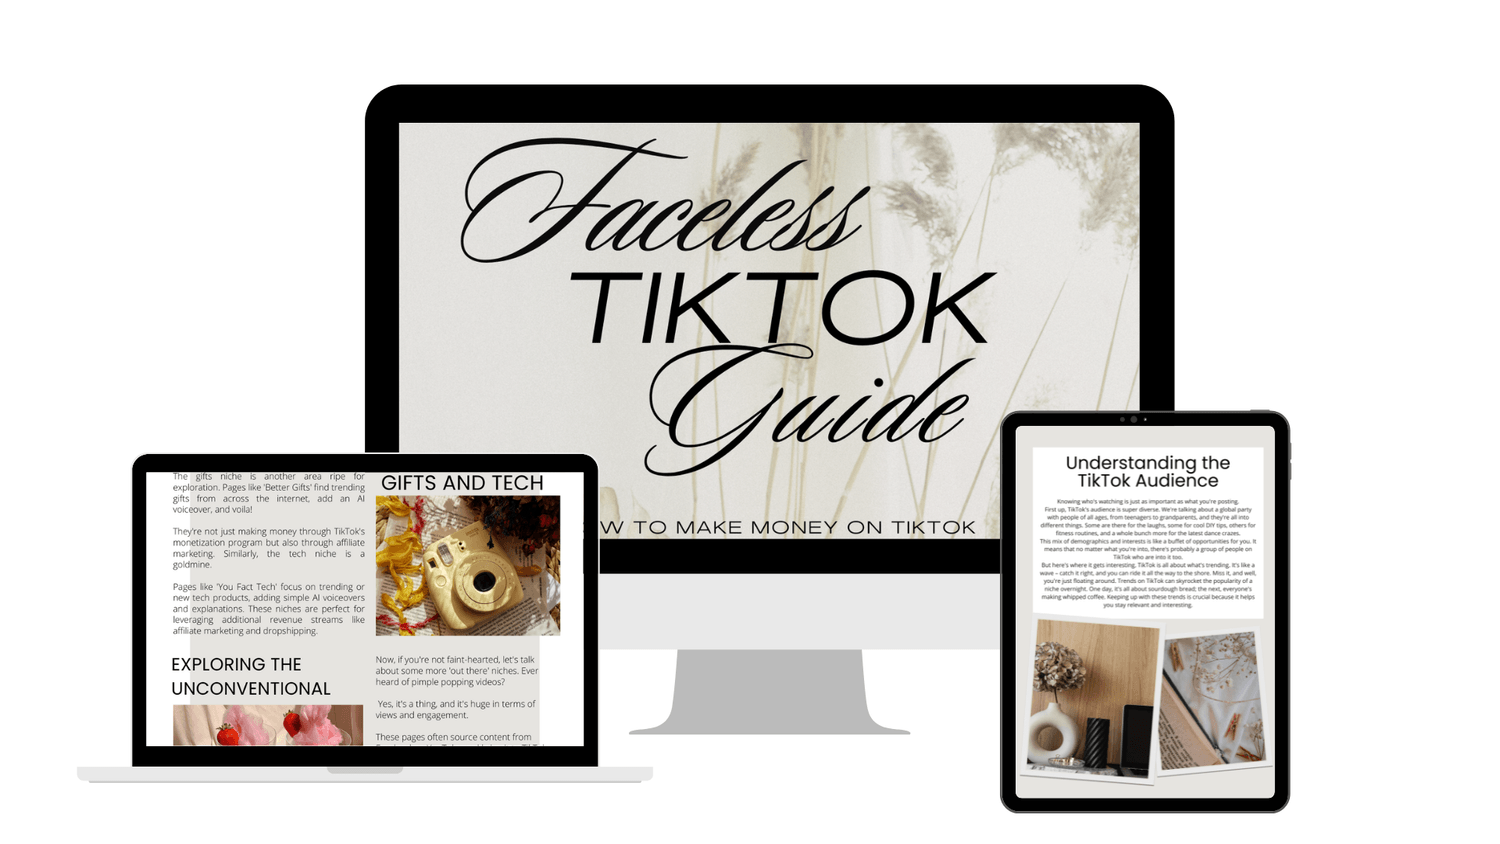 Faceless
TIKTOK
Guide
W TO MAKE MONEY ON TIKTOK
The gifts niche is another area ripe for
exploration. Pages like 'Better Gifts' find trending
gifts from across the internet, add an AI
voiceover, and voila!
They're not just making money through TikTok's
monetization program but also through affiliate
marketing. Similarly, the tech niche is a
goldmine.
Pages like 'You Fact Tech' focus on trending or
new tech products, adding simple AI voiceovers
and explanations. These niches are perfect for
leveraging additional revenue streams like
affiliate marketing and dropshipping.
EXPLORING THE
UNCONVENTIONAL
GIFTS AND TECH
Now, if you're not faint-hearted, let's talk
about some more 'out there' niches. Ever
heard of pimple popping videos?
Yes, it's a thing, and it's huge in terms of
views and engagement.
These pages often source content from
Understanding the
TikTok Audience
Knowing who's watching is just as important as what you're posting.
First up, TikTok's audience is super diverse. We're talking about a global party
with people of all ages, from teenagers to grandparents, and they're all into
different things. Some are there for the laughs, some for cool DIY tips, others for
fitness routines, and a whole bunch more for the latest dance crazes.
This mix of demographics and interests is like a buffet of opportunities for you. It
means that no matter what you're into, there's probably a group of people on
TikTok who are into it too.
But here's where it gets interesting. TikTok is all about what's trending. It's like a
wave – catch it right, and you can ride it all the way to the shore. Miss it, and well,
you're just floating around. Trends on TikTok can skyrocket the popularity of a
niche overnight. One day, it's all about sourdough bread; the next, everyone's
making whipped coffee. Keeping up with these trends is crucial because it helps
you stay relevant and interesting.